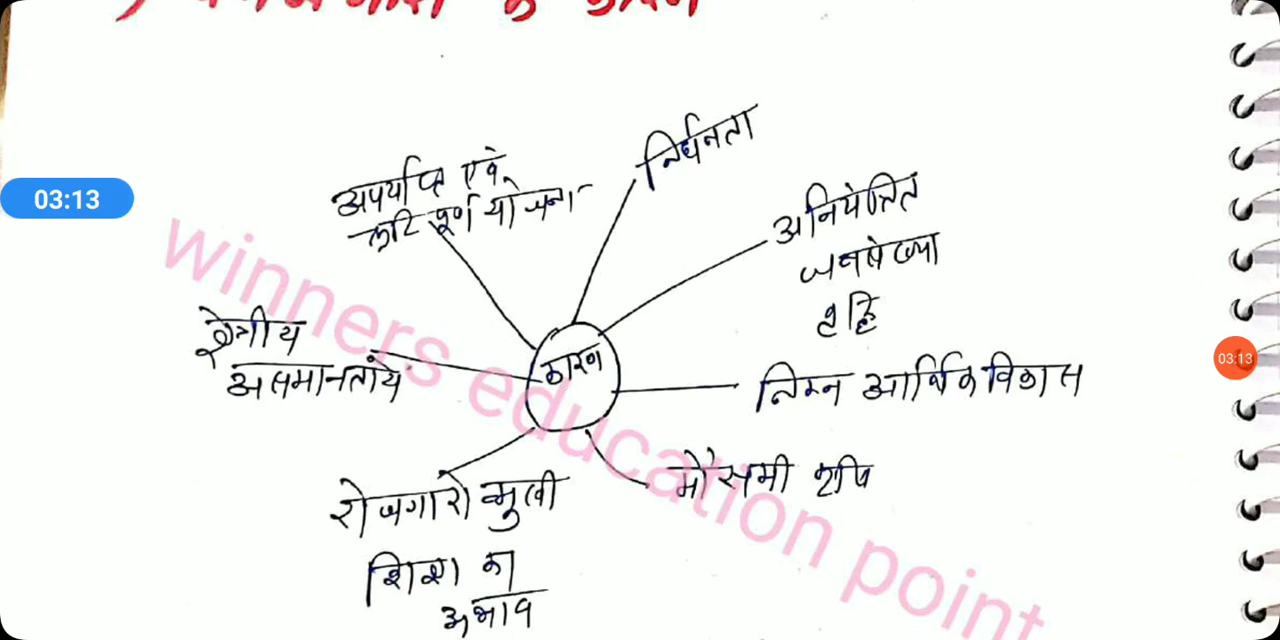 के कारण
निर्धनता
अपर्याप्त एवं
त्रुटि पूर्ण योजना
अनियंत्रित
जनसंख्या
वृद्धि
03:13
क्षेत्रीय
असमानताये
कारण
निम्न आर्थिक विकास
03:13
मौसमी कृषि
रोजगारोन्मुखी
शिक्षा का
अभाव
winners education point